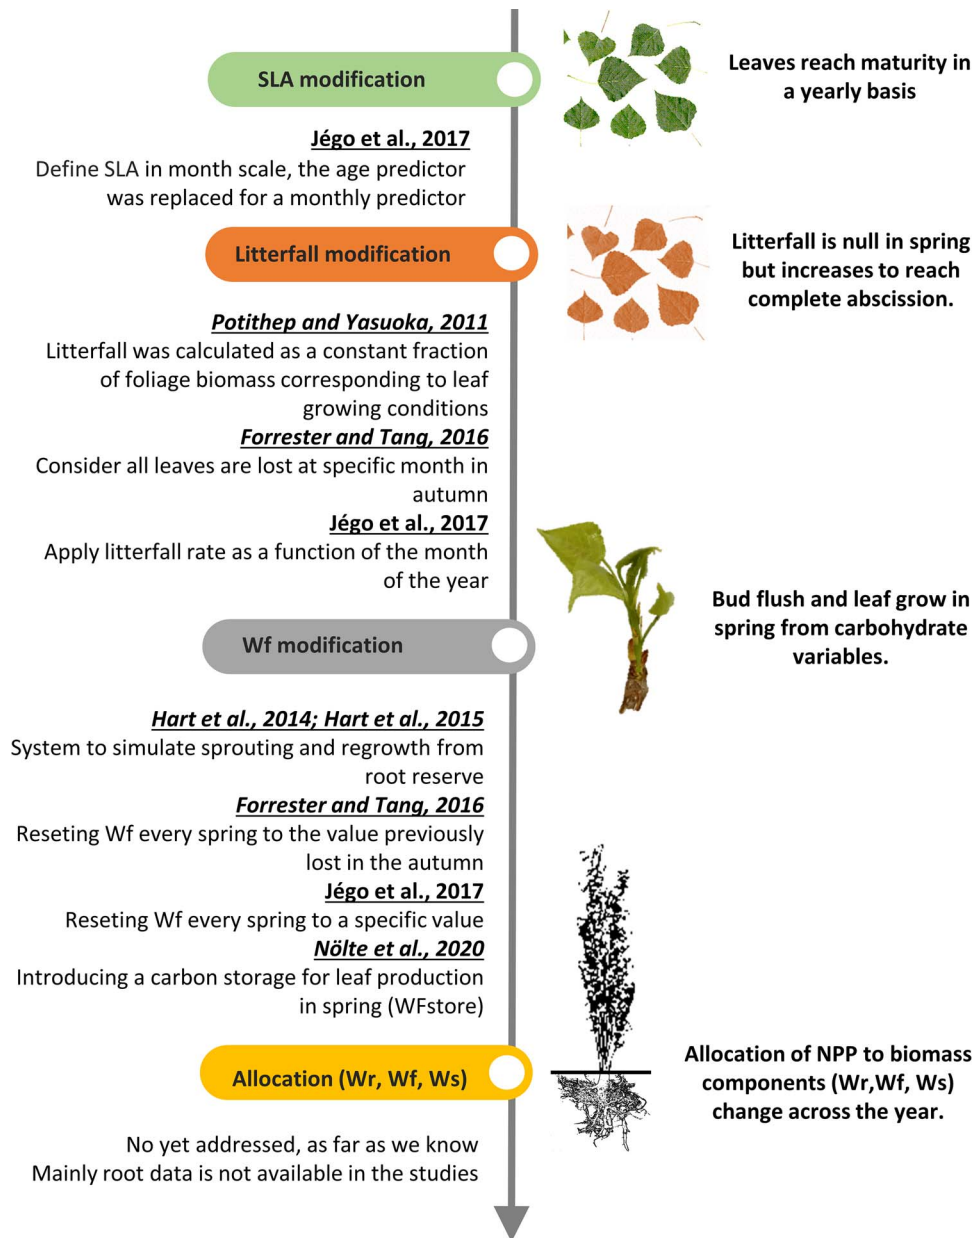 SLA modification
Leaves reach maturity in
a yearly basis
Jégo et al., 2017
Define SLA in month scale, the age predictor
was replaced for a monthly predictor
Litterfall modification
Litterfall is null in spring
but increases to reach
complete abscission.
Potithep and Yasuoka, 2011
Litterfall was calculated as a constant fraction
of foliage biomass corresponding to leaf
growing conditions
Forrester and Tang, 2016
Consider all leaves are lost at specific month in
autumn
Jégo et al., 2017
Apply litterfall rate as a function of the month
of the year
Bud flush and leaf grow in
spring from carbohydrate
variables.
Wf modification
Hart et al., 2014; Hart et al., 2015
System to simulate sprouting and regrowth from
root reserve
Forrester and Tang, 2016
Reseting Wf every spring to the value previously
lost in the autumn
Jégo et al., 2017
Reseting Wf every spring to a specific value
Nölte et al., 2020
Introducing a carbon storage for leaf production
in spring (WFstore)
Allocation (Wr, Wf, Ws)
Allocation of NPP to biomass
components (Wr,Wf, Ws)
change across the year.
No yet addressed, as far as we know
Mainly root data is not available in the studies